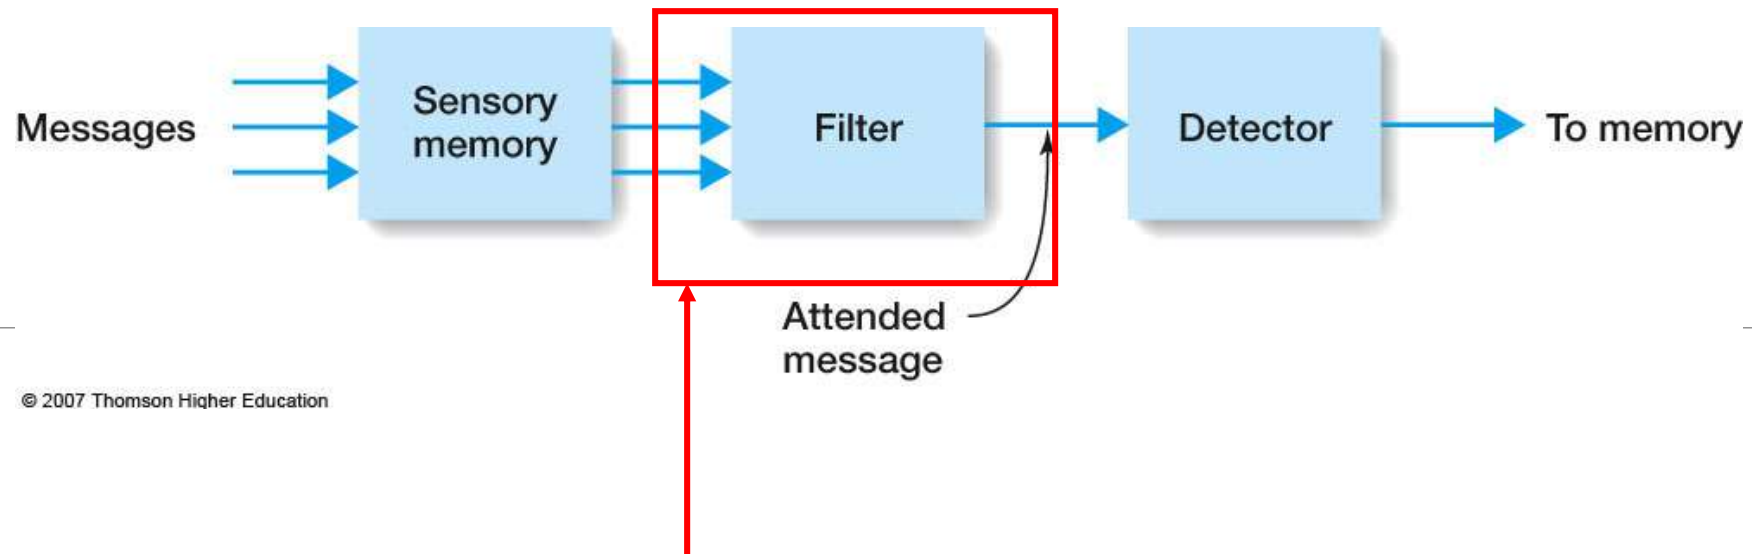 Messages
Sensory
memory
Filter
Detector
To memory
Attended
message
© 2007 Thomson Higher Education